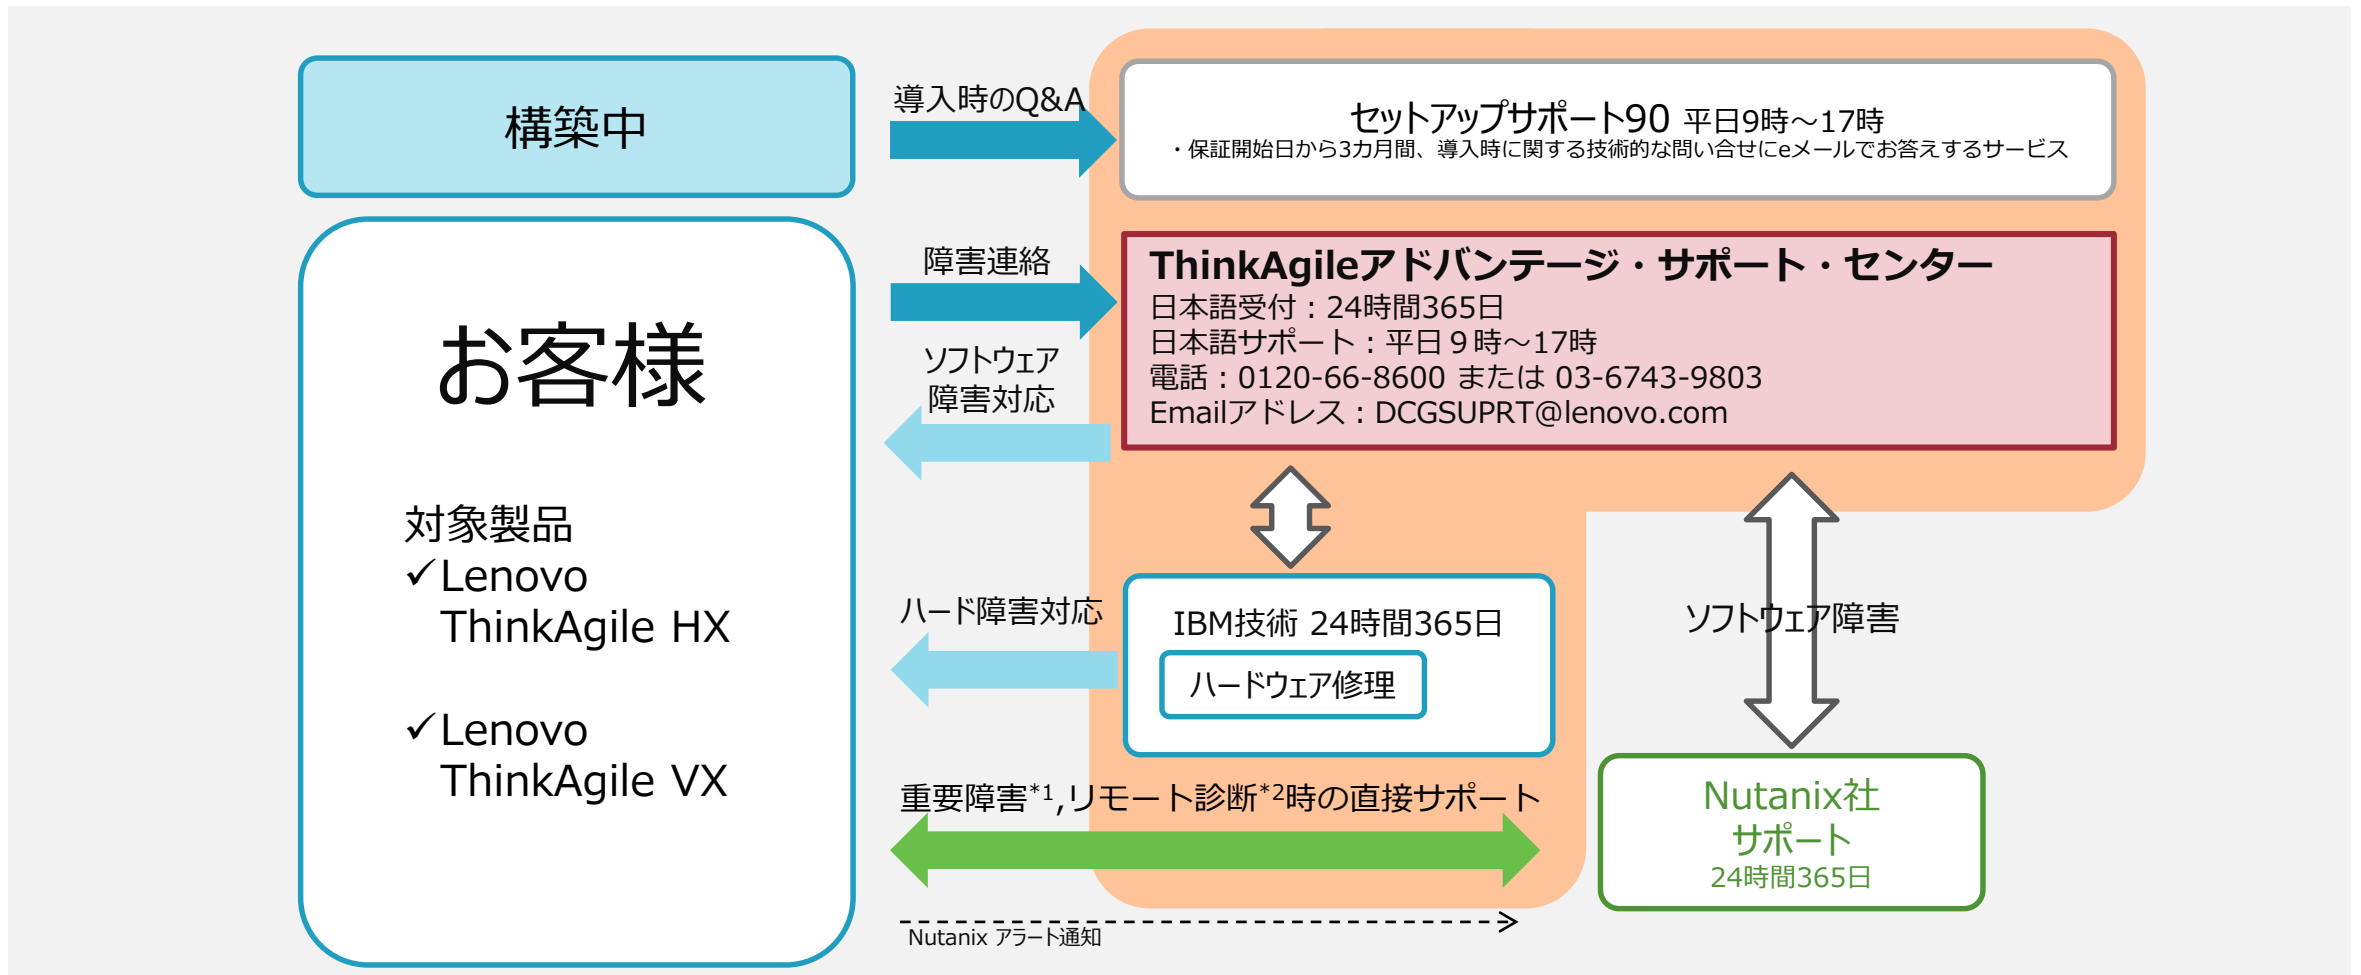 構築中
導入時のQ&A
セットアップサポート90 平日9時～17時
・保証開始日から3カ月間、導入時に関する技術的な問い合せにeメールでお答えするサービス
お客様
対象製品
✓Lenovo
ThinkAgile HX
✓Lenovo
ThinkAgile VX
障害連絡
ThinkAgileアドバンテージ・サポート・センター
日本語受付：24時間365日
日本語サポート：平日９時～17時
電話：0120-66-8600 または 03-6743-9803
Emailアドレス：DCGSUPRT@lenovo.com
ソフトウェア
障害対応
ハード障害対応
IBM技術 24時間365日
ハードウェア修理
ソフトウェア障害
重要障害*1,リモート診断*2時の直接サポート
Nutanix社
サポート
24時間365日
Nutanix アラート通知